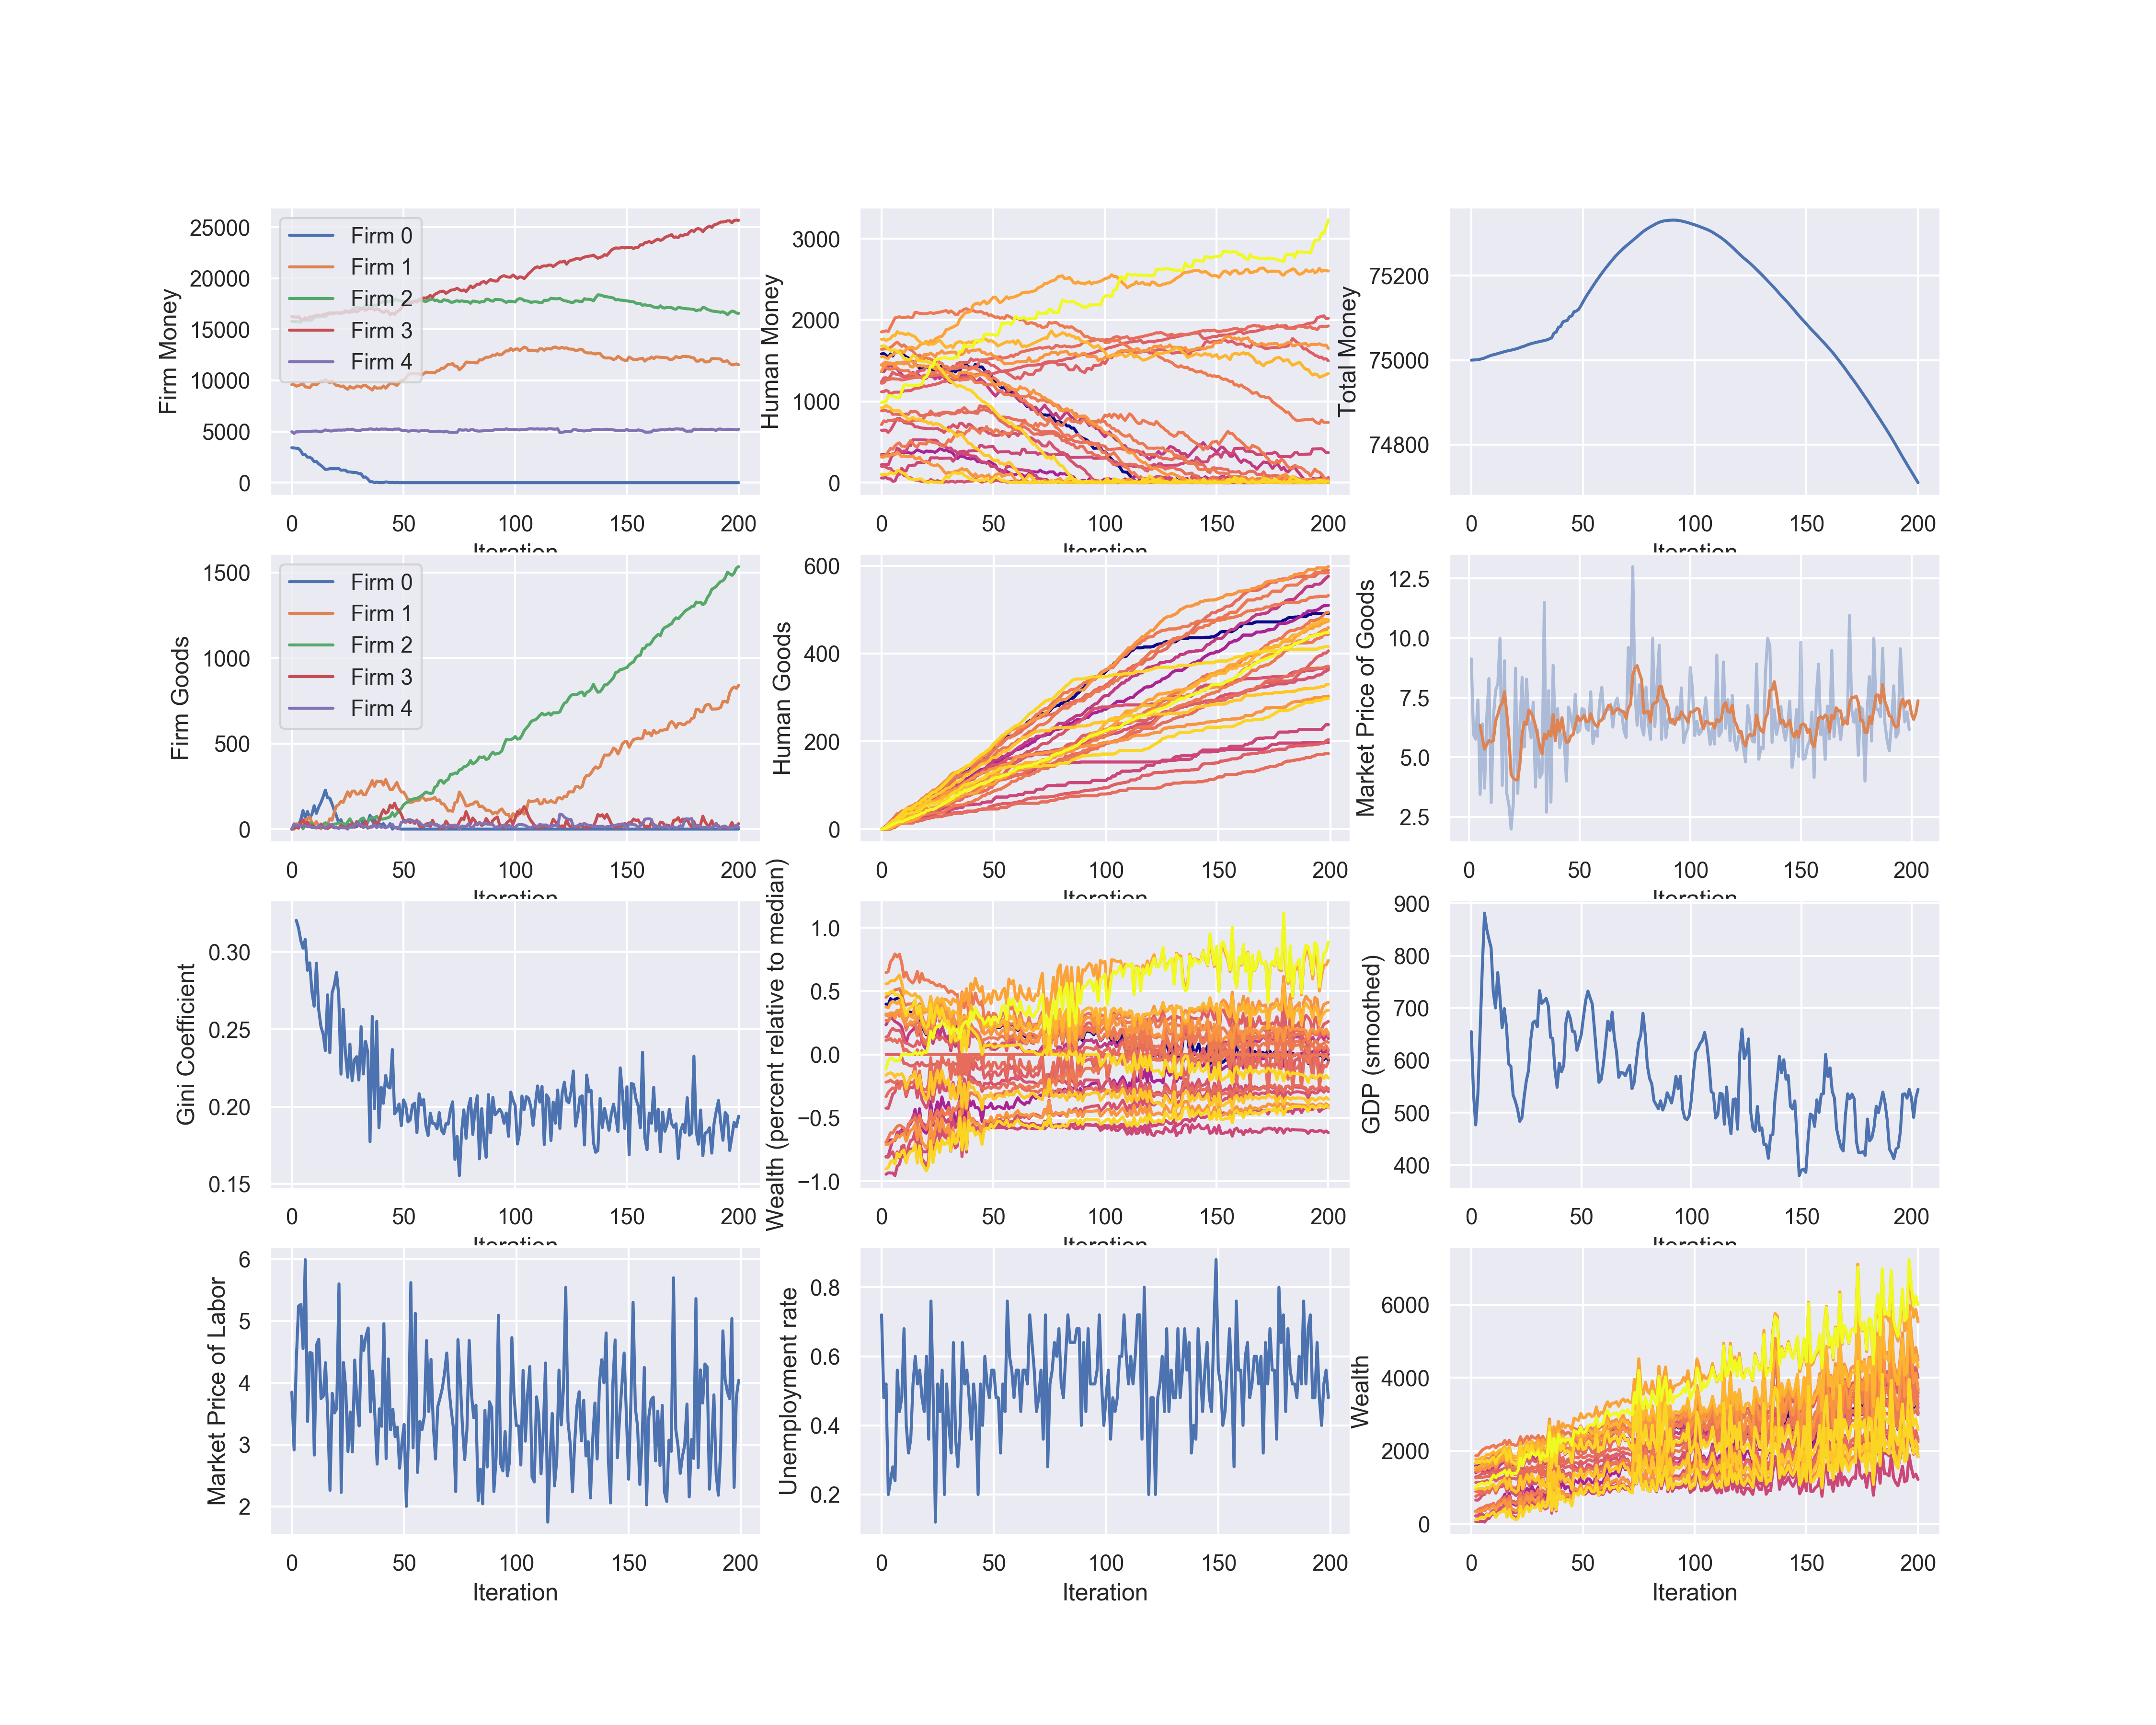 Firm Money
25000
20000
15000
10000
5000
0
Firm 0
Firm 1
Firm 2
Firm 3
Firm 4
0 50 100 150 200
Iteration
Human Money
3000
2000
1000
0
0 50 100 150 200
Iteration
Total Money
75200
75000
74800
0 50 100 150 200
Iteration
Firm Goods
1500
1000
500
0
Firm 0
Firm 1
Firm 2
Firm 3
Firm 4
0 50 100 150 200
Iteration
Human Goods
600
400
200
0
0 50 100 150 200
Iteration
Market Price of Goods
12.5
10.0
7.5
5.0
2.5
0 50 100 150 200
Iteration
Gini Coefficient
0.30
0.25
0.20
0.15
0 50 100 150 200
Iteration
Wealth (percent relative to median)
1.0
0.5
0.0
−0.5
−1.0
0 50 100 150 200
Iteration
GDP (smoothed)
900
800
700
600
500
400
0 50 100 150 200
Iteration
Market Price of Labor
6
5
4
3
2
0 50 100 150 200
Iteration
Unemployment rate
0.8
0.6
0.4
0.2
0 50 100 150 200
Iteration
Wealth
6000
4000
2000
0
0 50 100 150 200
Iteration